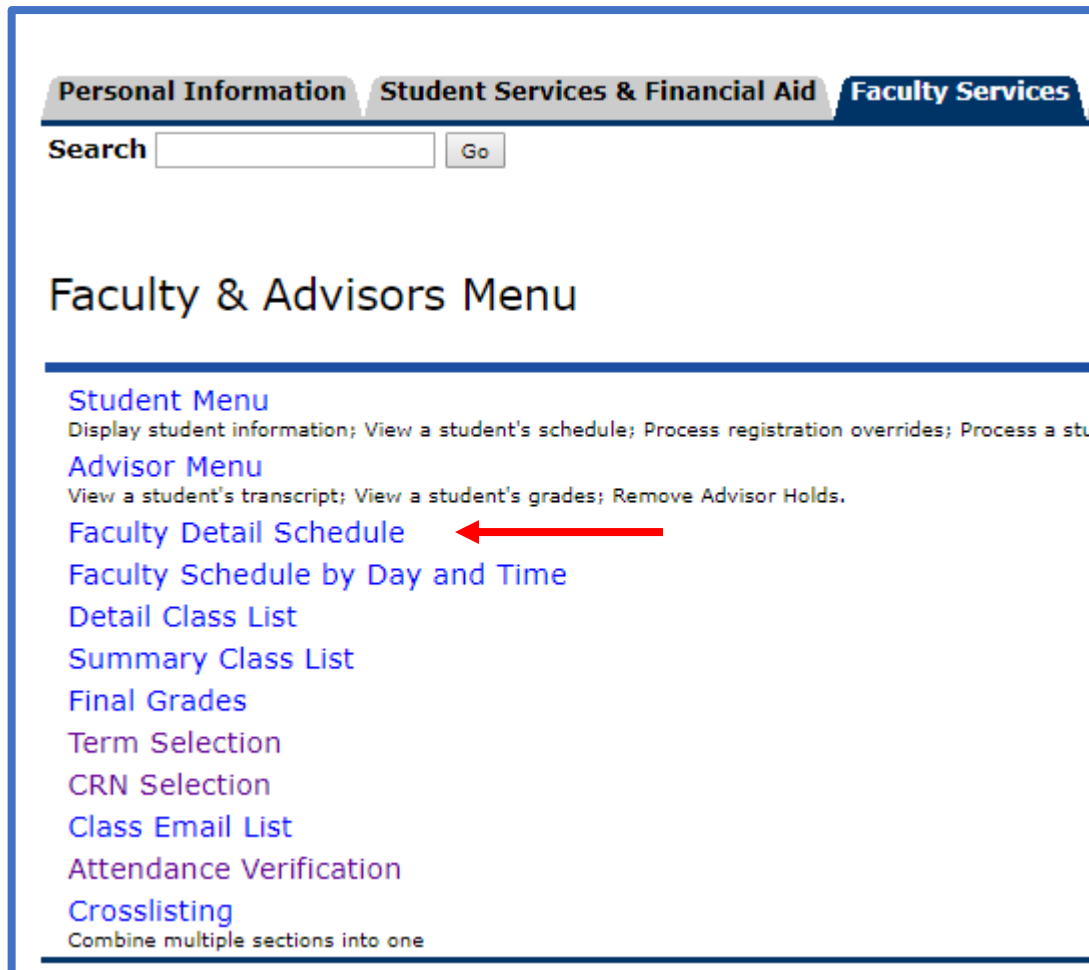 Personal Information Student Services & Financial Aid Faculty Services
Search Go
Faculty & Advisors Menu
Student Menu
Display student information; View a student's schedule; Process registration overrides; Process a stu
Advisor Menu
View a student's transcript; View a student's grades; Remove Advisor Holds.
Faculty Detail Schedule
Faculty Schedule by Day and Time
Detail Class List
Summary Class List
Final Grades
Term Selection
CRN Selection
Class Email List
Attendance Verification
Crosslisting
Combine multiple sections into one